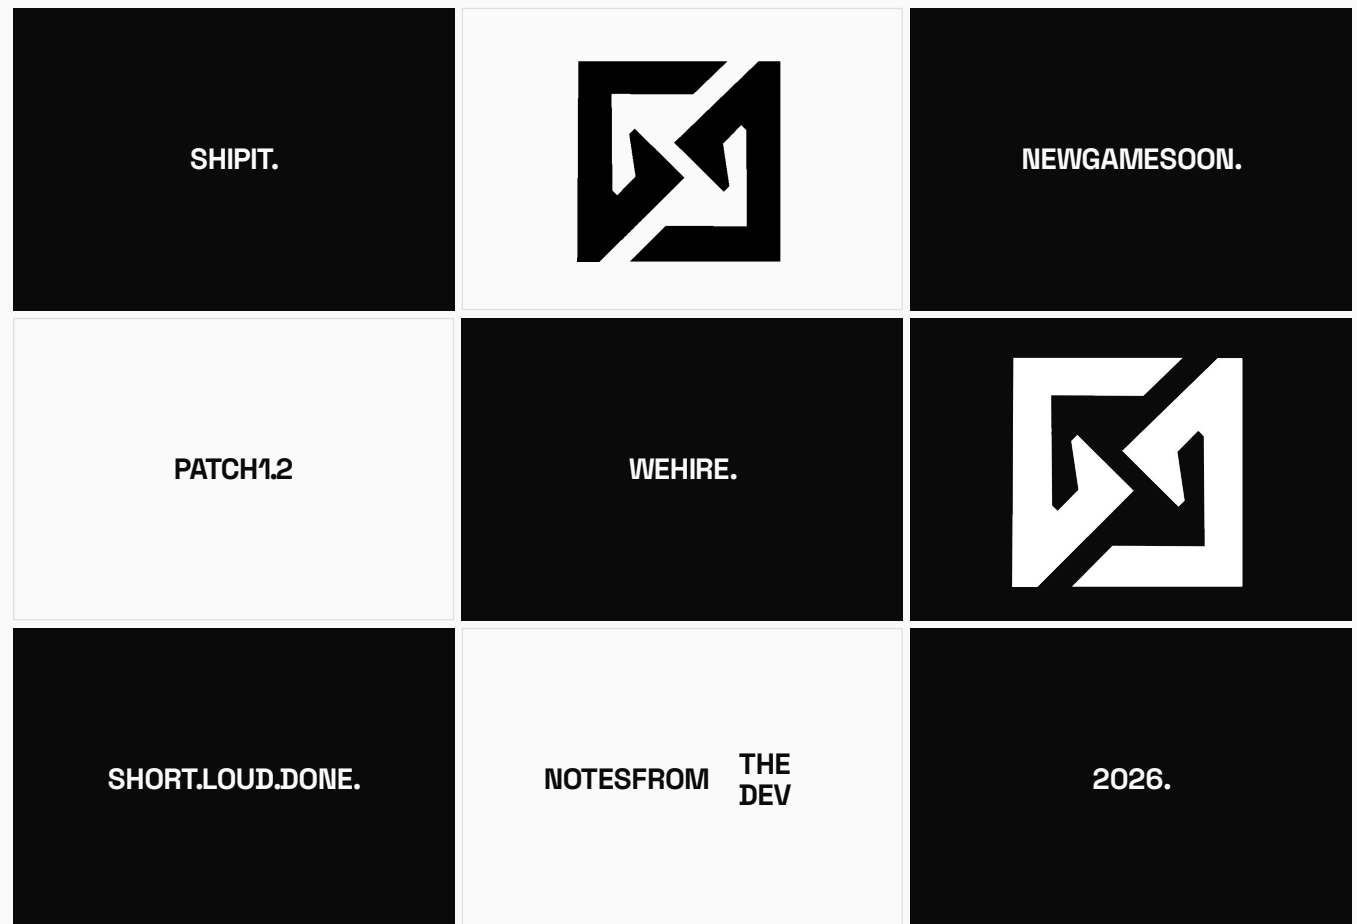 SHIPIT.
NEWGAMESOON.
PATCH1.2
WEHIRE.
SHORT.LOUD.DONE.
NOTESFROM
THE
DEV
2026.